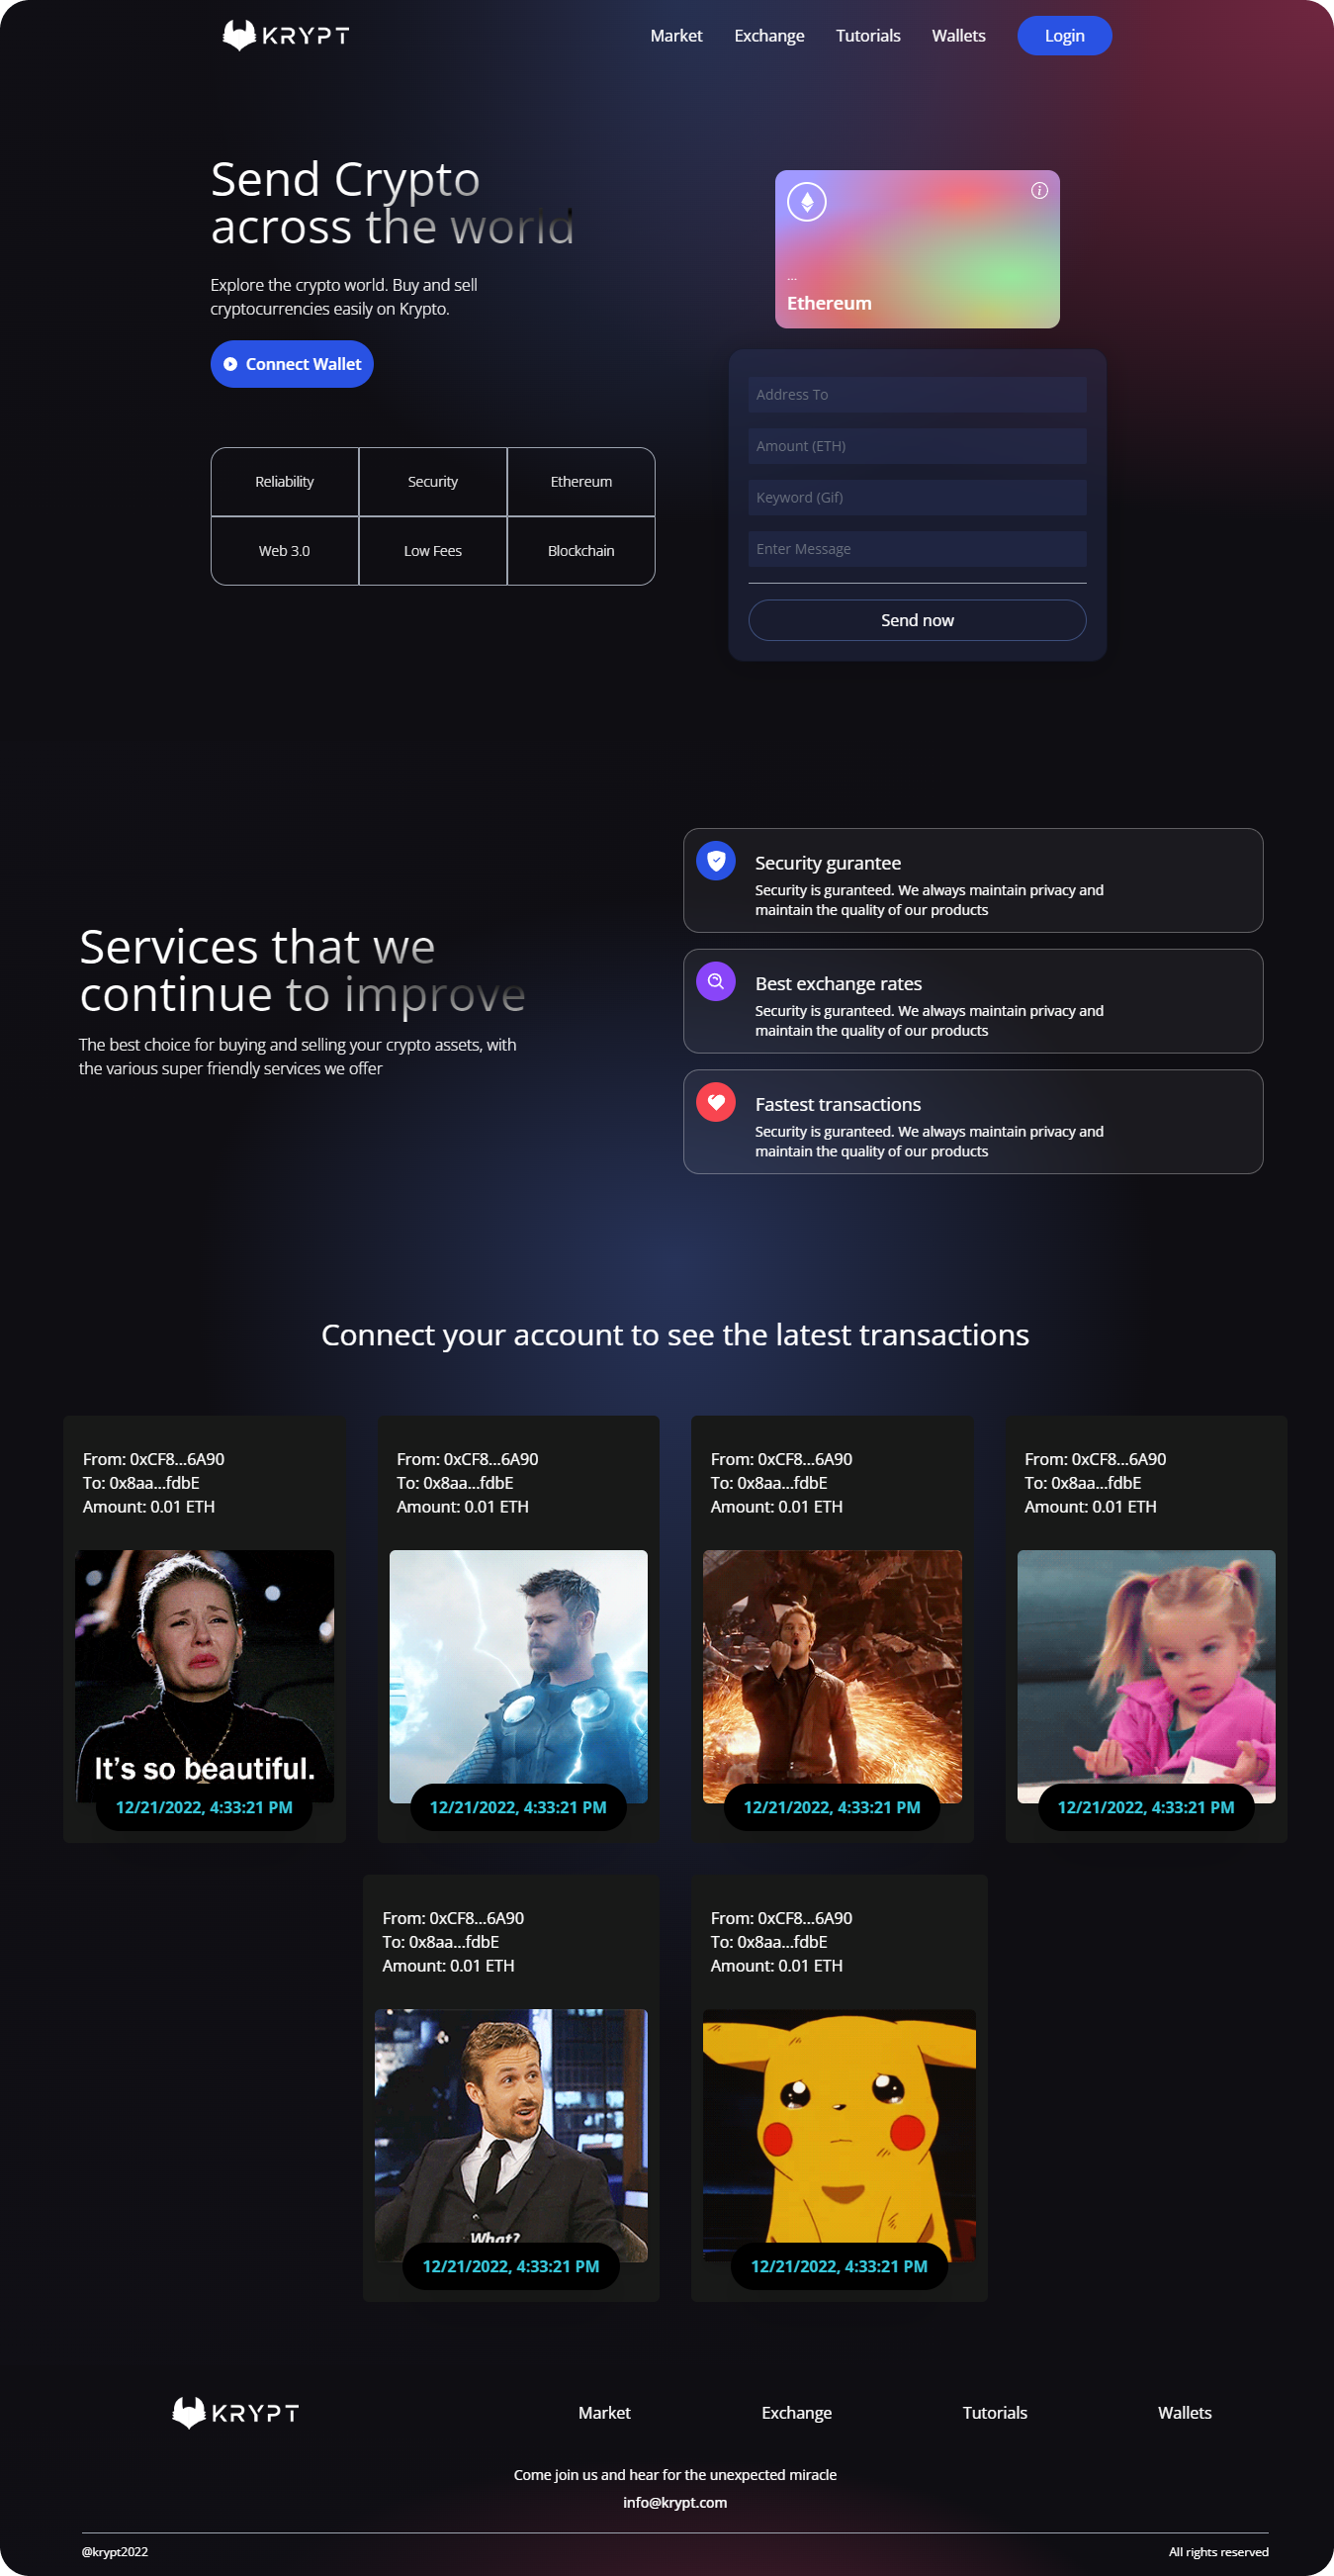 KRYPT
Market
Exchange
Tutorials
Wallets
Login
Send Crypto
across the world
Explore the crypto world. Buy and sell
cryptocurrencies easily on Krypto.
Connect Wallet
Reliability
Security
Ethereum
Web 3.0
Low Fees
Blockchain
...
Ethereum
Address To
Amount (ETH)
Keyword (Gif)
Enter Message
Send now
Services that we
continue to improve
The best choice for buying and selling your crypto assets, with
the various super friendly services we offer
Security gurantee
Security is guranteed. We always maintain privacy and
maintain the quality of our products
Best exchange rates
Security is guranteed. We always maintain privacy and
maintain the quality of our products
Fastest transactions
Security is guranteed. We always maintain privacy and
maintain the quality of our products
Connect your account to see the latest transactions
From: 0xCF8...6A90
To: 0x8aa...fdbE
Amount: 0.01 ETH
It's so beautiful.
12/21/2022, 4:33:21 PM
From: 0xCF8...6A90
To: 0x8aa...fdbE
Amount: 0.01 ETH
12/21/2022, 4:33:21 PM
From: 0xCF8...6A90
To: 0x8aa...fdbE
Amount: 0.01 ETH
12/21/2022, 4:33:21 PM
From: 0xCF8...6A90
To: 0x8aa...fdbE
Amount: 0.01 ETH
12/21/2022, 4:33:21 PM
From: 0xCF8...6A90
To: 0x8aa...fdbE
Amount: 0.01 ETH
What?
12/21/2022, 4:33:21 PM
From: 0xCF8...6A90
To: 0x8aa...fdbE
Amount: 0.01 ETH
12/21/2022, 4:33:21 PM
KRYPT
Market
Exchange
Tutorials
Wallets
Come join us and hear for the unexpected miracle
info@krypt.com
@krypt2022
All rights reserved